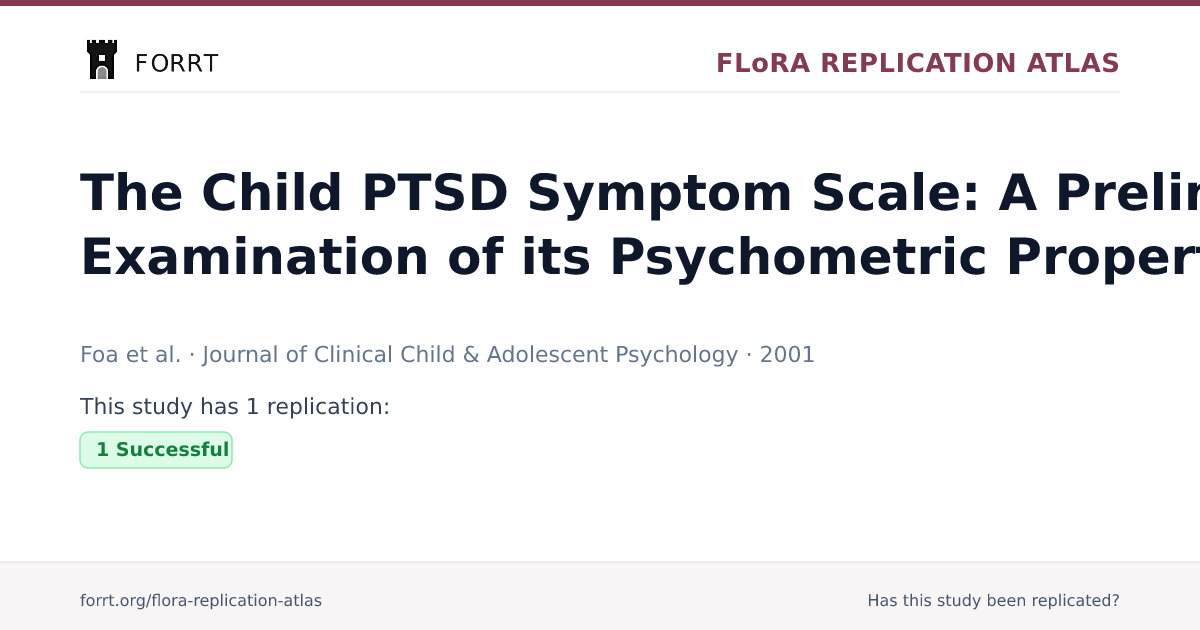 FORRT
FLoRA REPLICATION ATLAS
The Child PTSD Symptom Scale: A Prelin
Examination of its Psychometric Propert
Foa et al. · Journal of Clinical Child & Adolescent Psychology · 2001
This study has 1 replication:
1 Successful
forrt.org/flora-replication-atlas
Has this study been replicated?